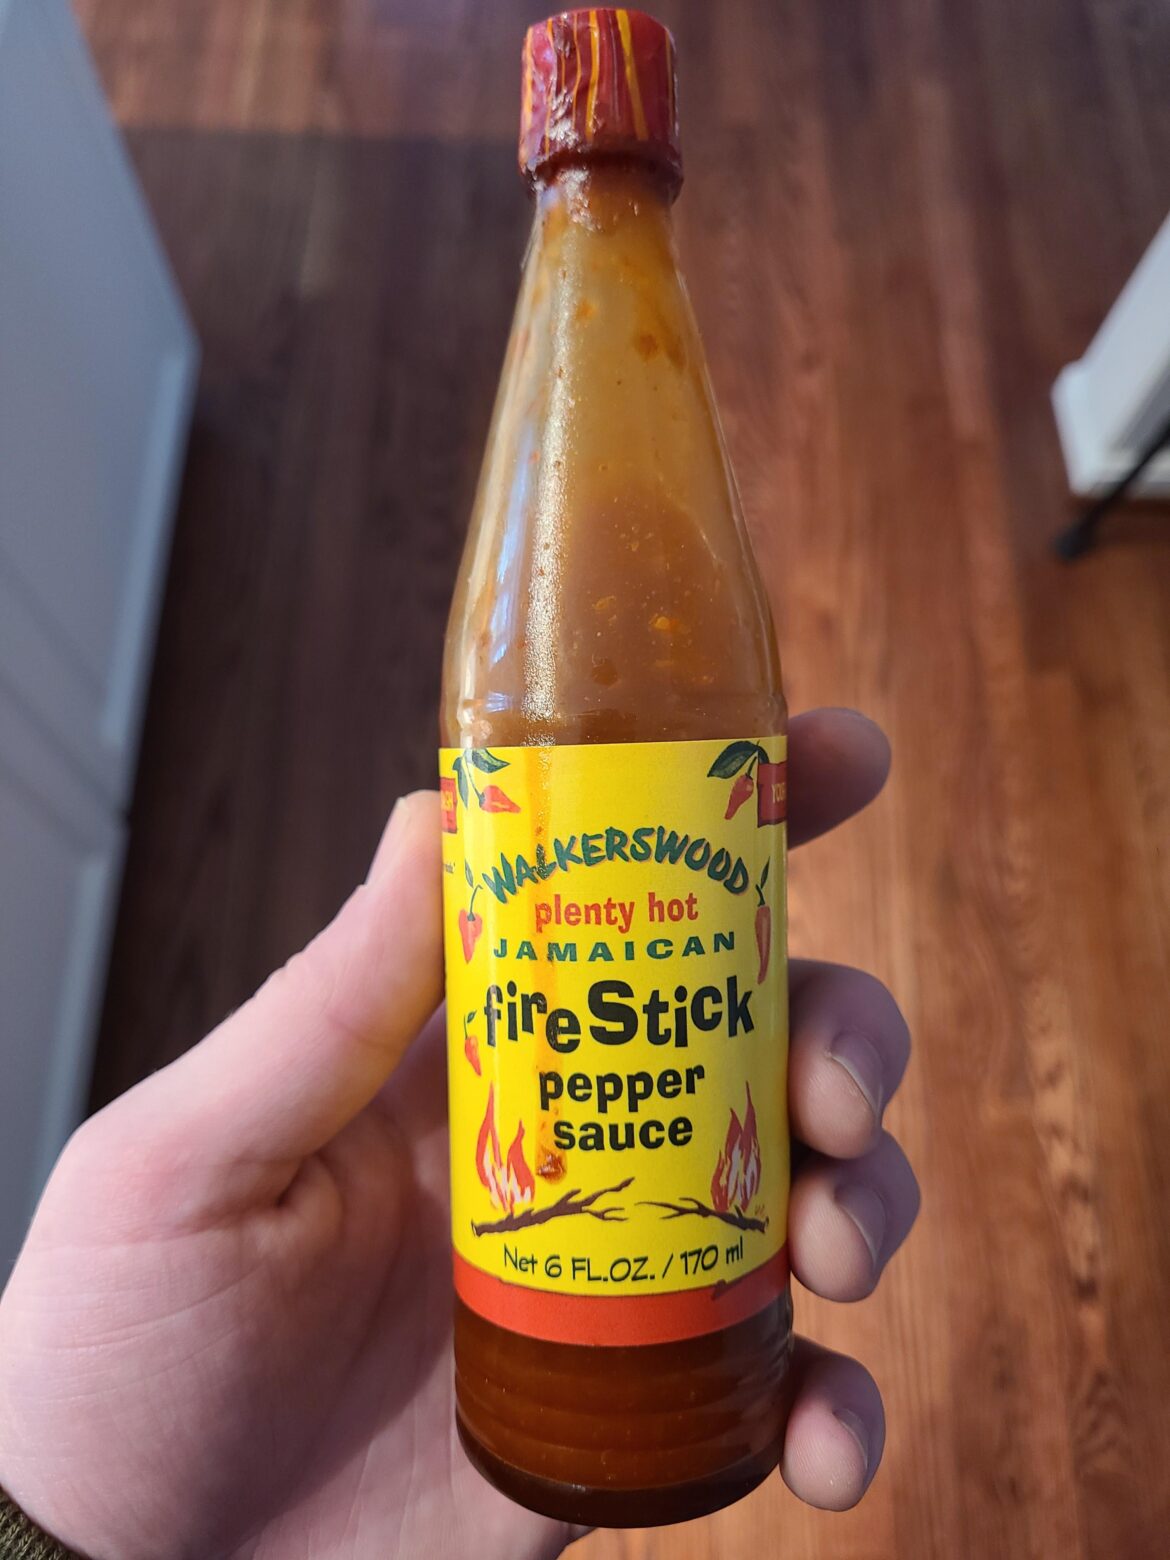 WALKERSWOOD
plenty hot
JAMAICAN
fireStick
pepper
sauce
Net 6 FL.OZ. / 170 ml